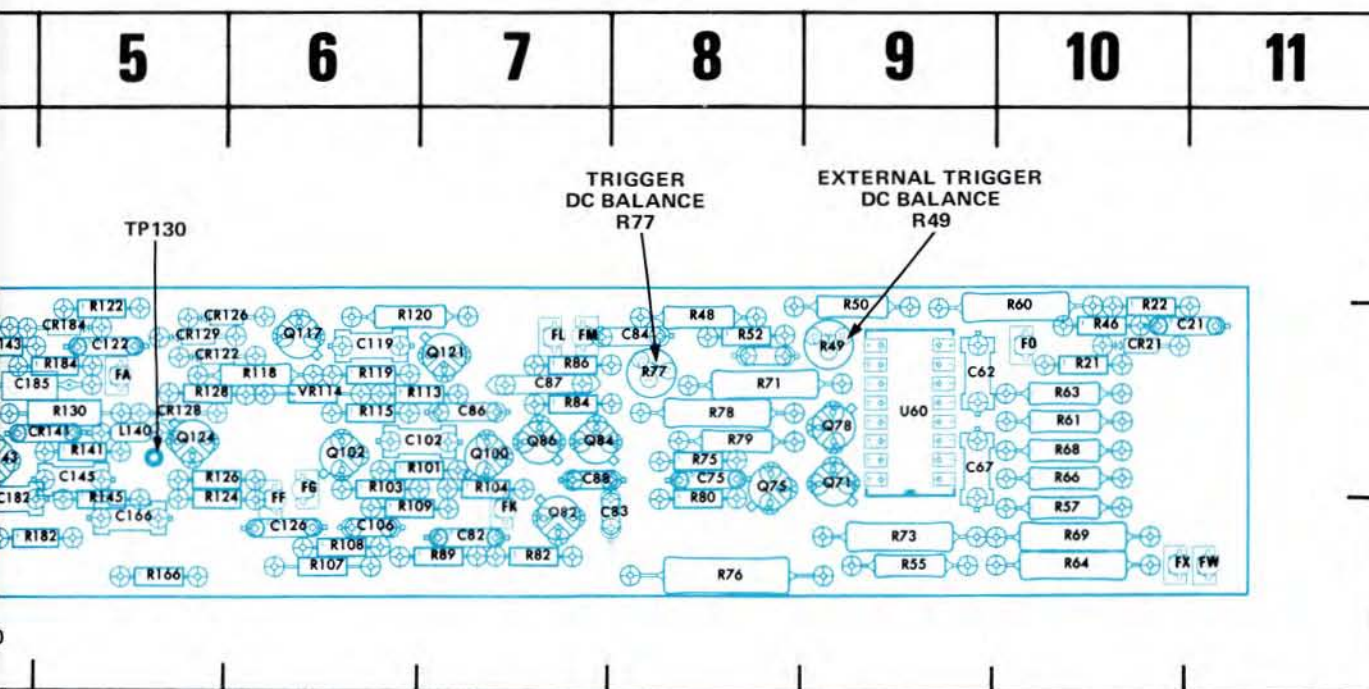 5 6 7 8 9 10 11
TRIGGER
DC BALANCE
R77
EXTERNAL TRIGGER
DC BALANCE
R49
TP130
R122 CR126 R120 FL FM R48 R50 R60 R22
CR184 CR129 Q117 C84 R52 R46 C21
143 C122 CR122 C119 Q121 R49 FO CR21
R184 FA R118 R119 R86 R77 C62 R21
C185 R128 VR114 R113 C87 R71 R63
R130 CR128 R115 C86 R84 R78 U60 R61
CR141 L140 Q124 C102 Q86 Q84 R79 Q78
43 R141 Q102 Q100 R75 R68
C145 R126 R101 C88 C75 C67 R66
C182 R145 R124 FF FG R103 R104 R80 Q75 Q71
C166 R109 FK Q82 C83 R57
R182 C126 C106 C82 R73 R69
R108 R89 R82
R166 R107 R76 R55 R64 FX FW